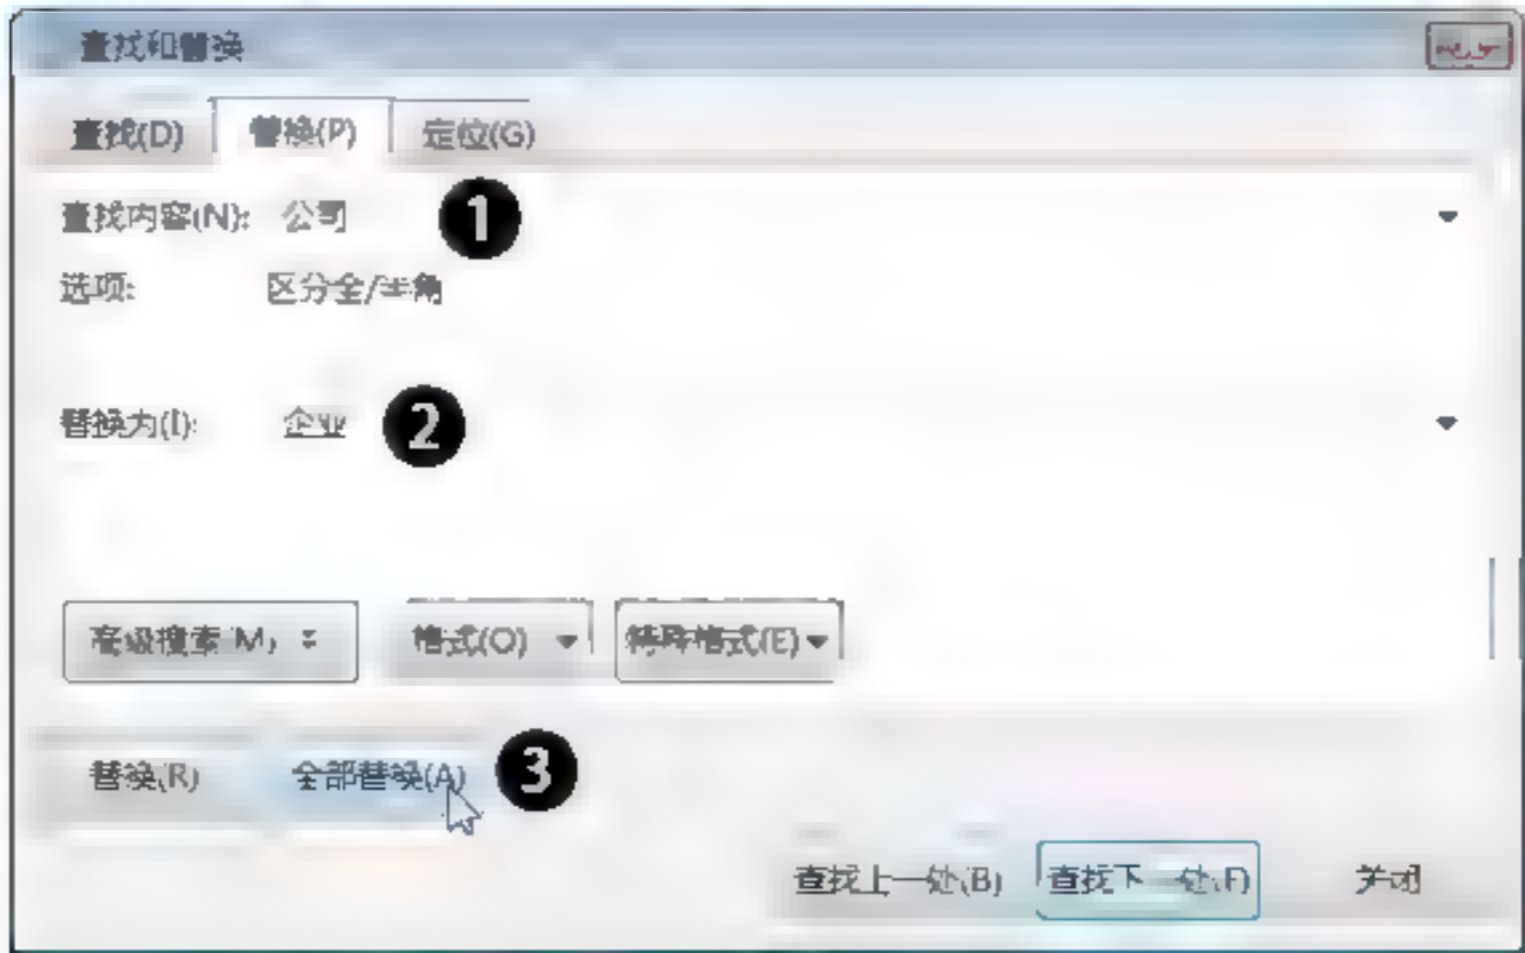 查找和替换
查找(D) 替换(P) 定位(G)
查找内容(N): 公司 1
选项: 区分全/半角
替换为(I): 企业 2
高级搜索(M) 格式(O) 特殊格式(E)
替换(R) 全部替换(A) 3
查找上一处(B) 查找下一处(F) 关闭